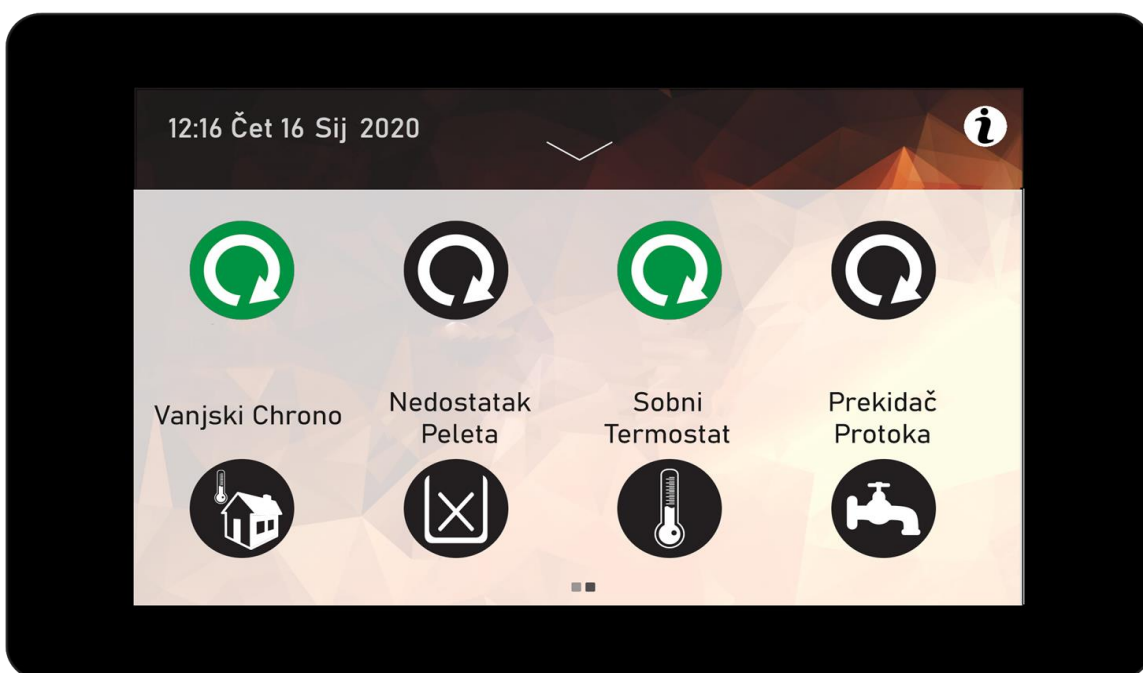 12:16 Čet 16 Sij 2020
i
Vanjski Chrono
Nedostatak
Peleta
Sobni
Termostat
Prekidač
Protoka